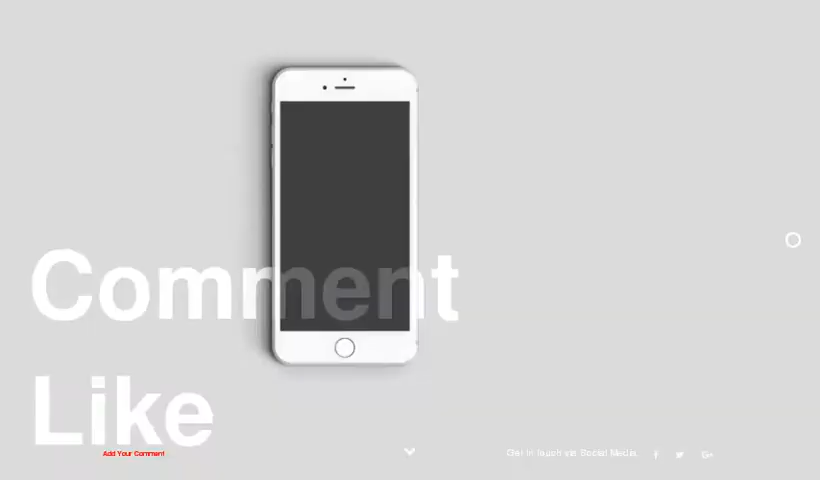 Comment
Like
Add Your Comment
Get In Touch via Social Media
G+